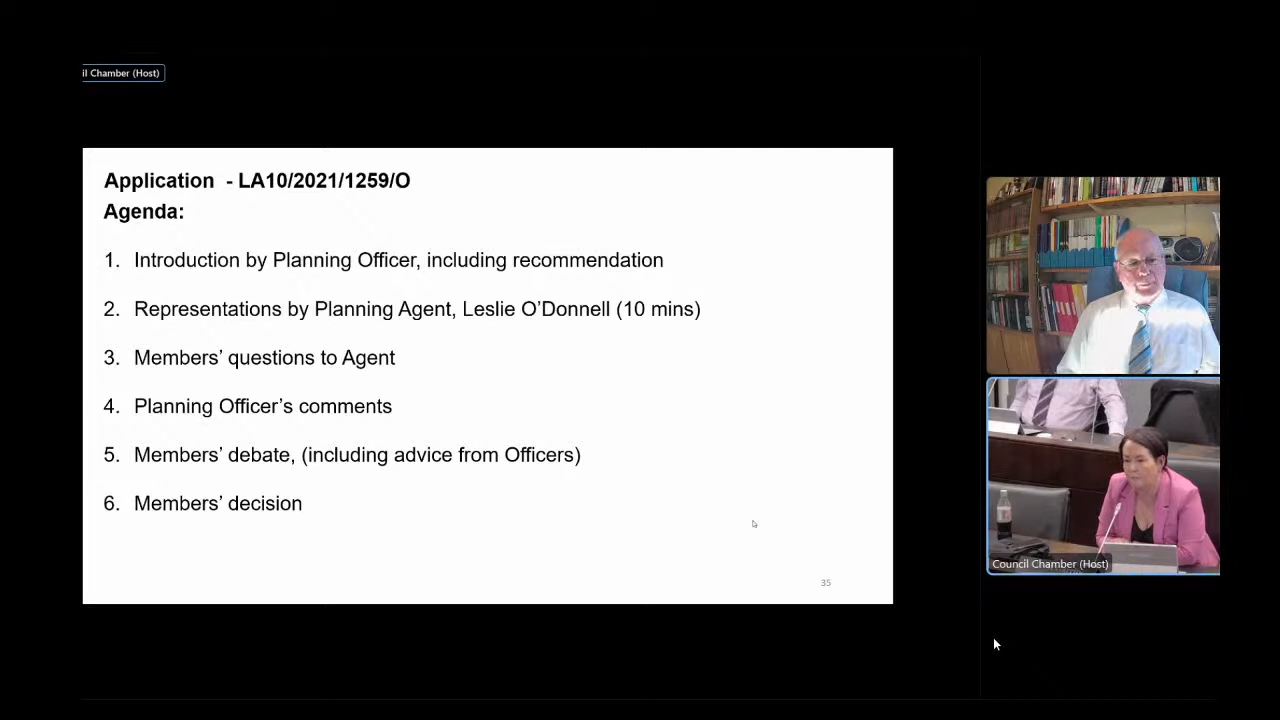 il Chamber (Host)
Application - LA10/2021/1259/O
Agenda:
1. Introduction by Planning Officer, including recommendation
2. Representations by Planning Agent, Leslie O’Donnell (10 mins)
3. Members’ questions to Agent
4. Planning Officer’s comments
5. Members’ debate, (including advice from Officers)
6. Members’ decision
35
Council Chamber (Host)